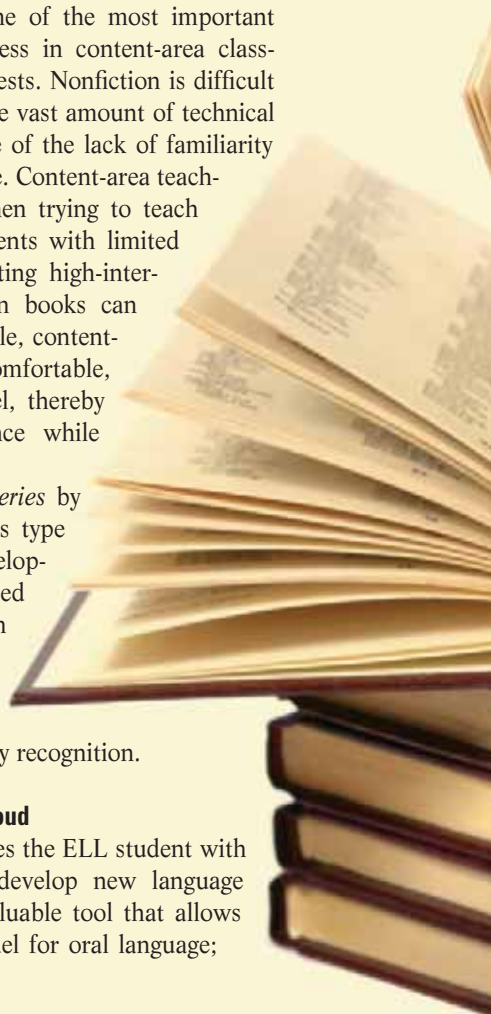 ne of the most important
ess in content-area class-
ests. Nonfiction is difficult
e vast amount of technical
e of the lack of familiarity
e. Content-area teach-
hen trying to teach
ents with limited
ting high-inter-
n books can
le, content-
omfortable,
el, thereby
nce while
eries by
s type
elop-
ed
n
y recognition.
oud
es the ELL student with
develop new language
luable tool that allows
el for oral language;